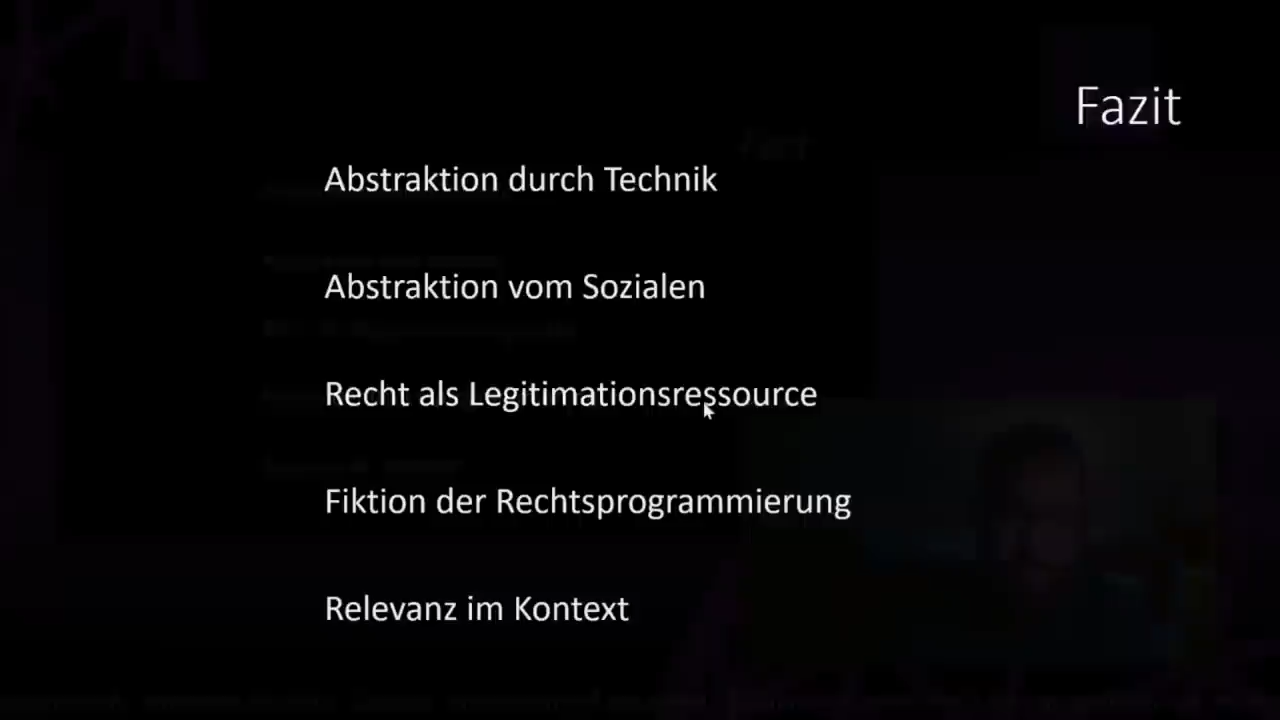 Fazit
Abstraktion durch Technik
Abstraktion vom Sozialen
Recht als Legitimationsressource
Fiktion der Rechtsprogrammierung
Relevanz im Kontext